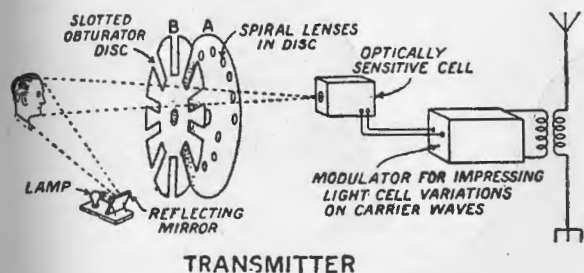 SLOTTED
OBTURATOR
DISC
B
A
SPIRAL LENSES
IN DISC
OPTICALLY
SENSITIVE CELL
LAMP
REFLECTING
MIRROR
MODULATOR FOR IMPRESSING
LIGHT CELL VARIATIONS
ON CARRIER WAVES
TRANSMITTER